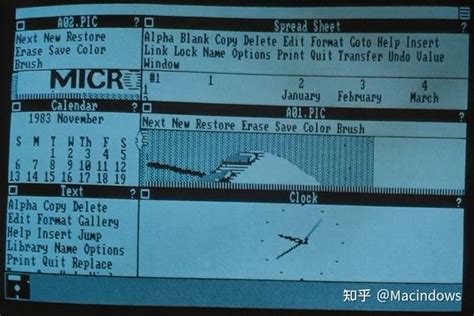 A02.PIC
Next New Restore
Erase Save Color
Brush
MICR
Spread Sheet
Alpha Blank Copy Delete Edit Format Goto Help Insert
Link Lock Name Options Print Quit Transfer Undo Value
Window
#1 1 2 3 4
1 January February March
Calendar
1983 November
S M T W Th F S
1 2 3 4 5
6 7 8 9 10 11 12
13 14 15 16 17 18 19
A01.PIC
Next New Restore Erase Save Color Brush
Text
Alpha Copy Delete
Edit Format Gallery
Help Insert Jump
Library Name Options
Print Quit Replace
Clock
知乎 @Macindows